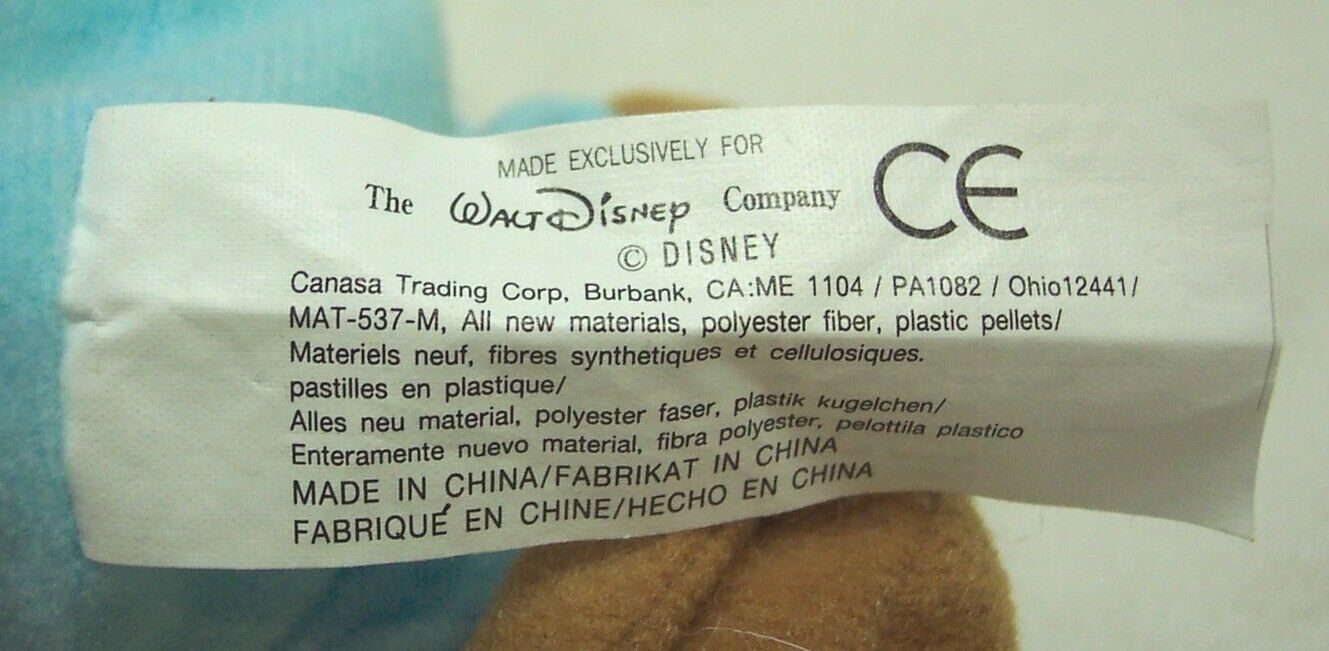 MADE EXCLUSIVELY FOR
The WALT DISNEY Company CE
© DISNEY
Canasa Trading Corp, Burbank, CA:ME 1104 / PA1082 / Ohio12441/
MAT-537-M, All new materials, polyester fiber, plastic pellets/
Materiels neuf, fibres synthetiques et cellulosiques.
pastilles en plastique/
Alles neu material, polyester faser, plastik kugelchen/
Enteramente nuevo material, fibra polyester, pelottila plastico
MADE IN CHINA/FABRIKAT IN CHINA
FABRIQUÉ EN CHINE/HECHO EN CHINA